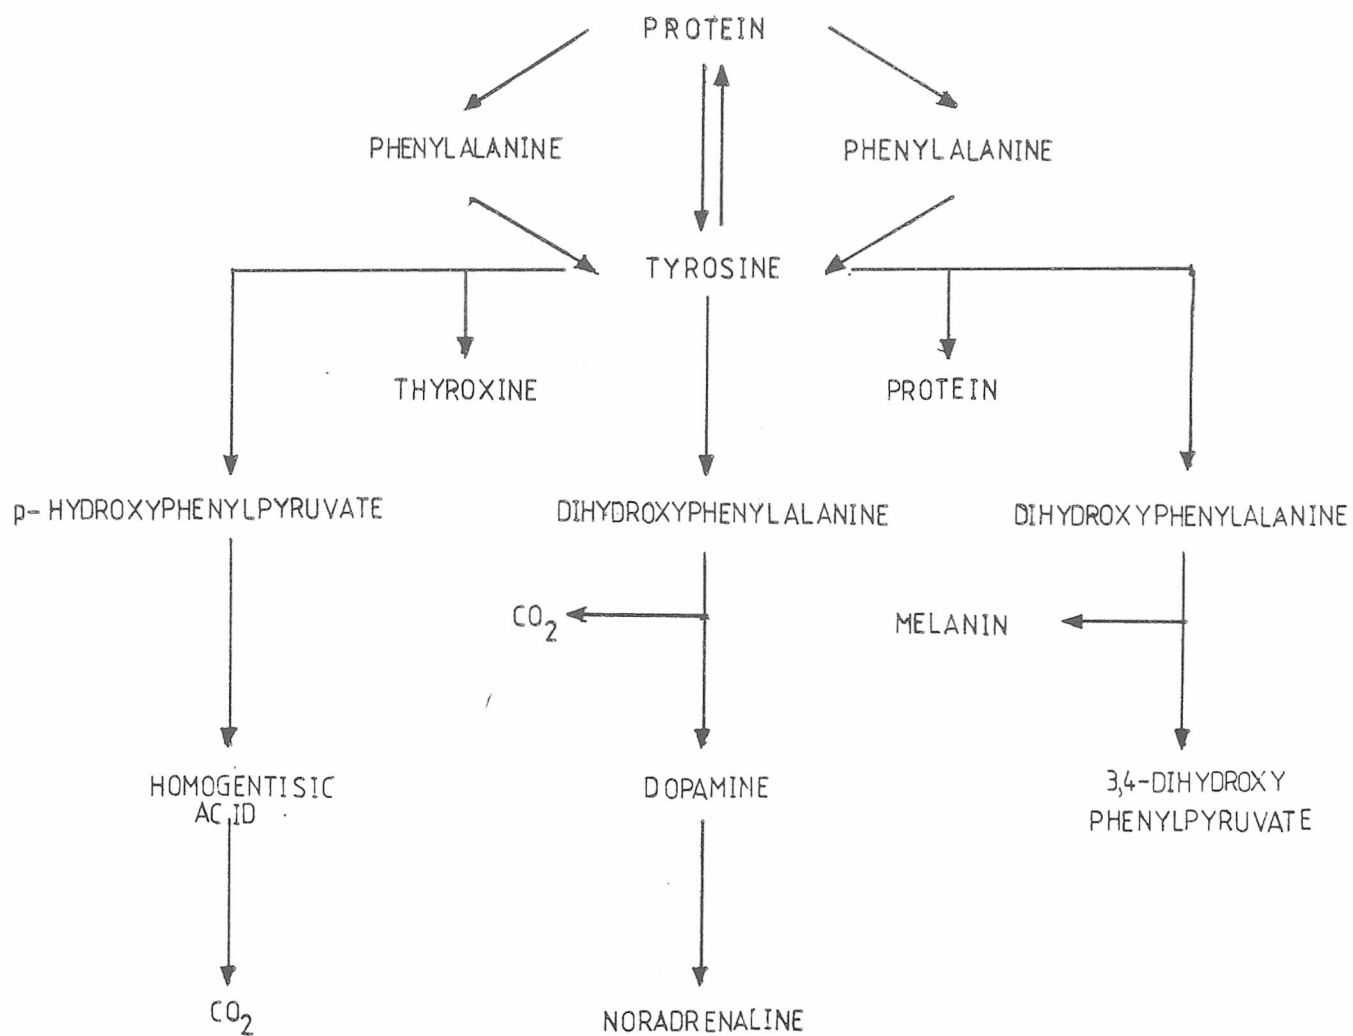 PROTEIN
PHENYLALANINE
PHENYLALANINE
TYROSINE
THYROXINE
PROTEIN
p-HYDROXYPHENYLPYRUVATE
DIHYDROXYPHENYLALANINE
DIHYDROXYPHENYLALANINE
CO₂
MELANIN
HOMOGENTISIC
ACID
DOPAMINE
3,4-DIHYDROXY
PHENYLPYRUVATE
CO₂
NORADRENALINE